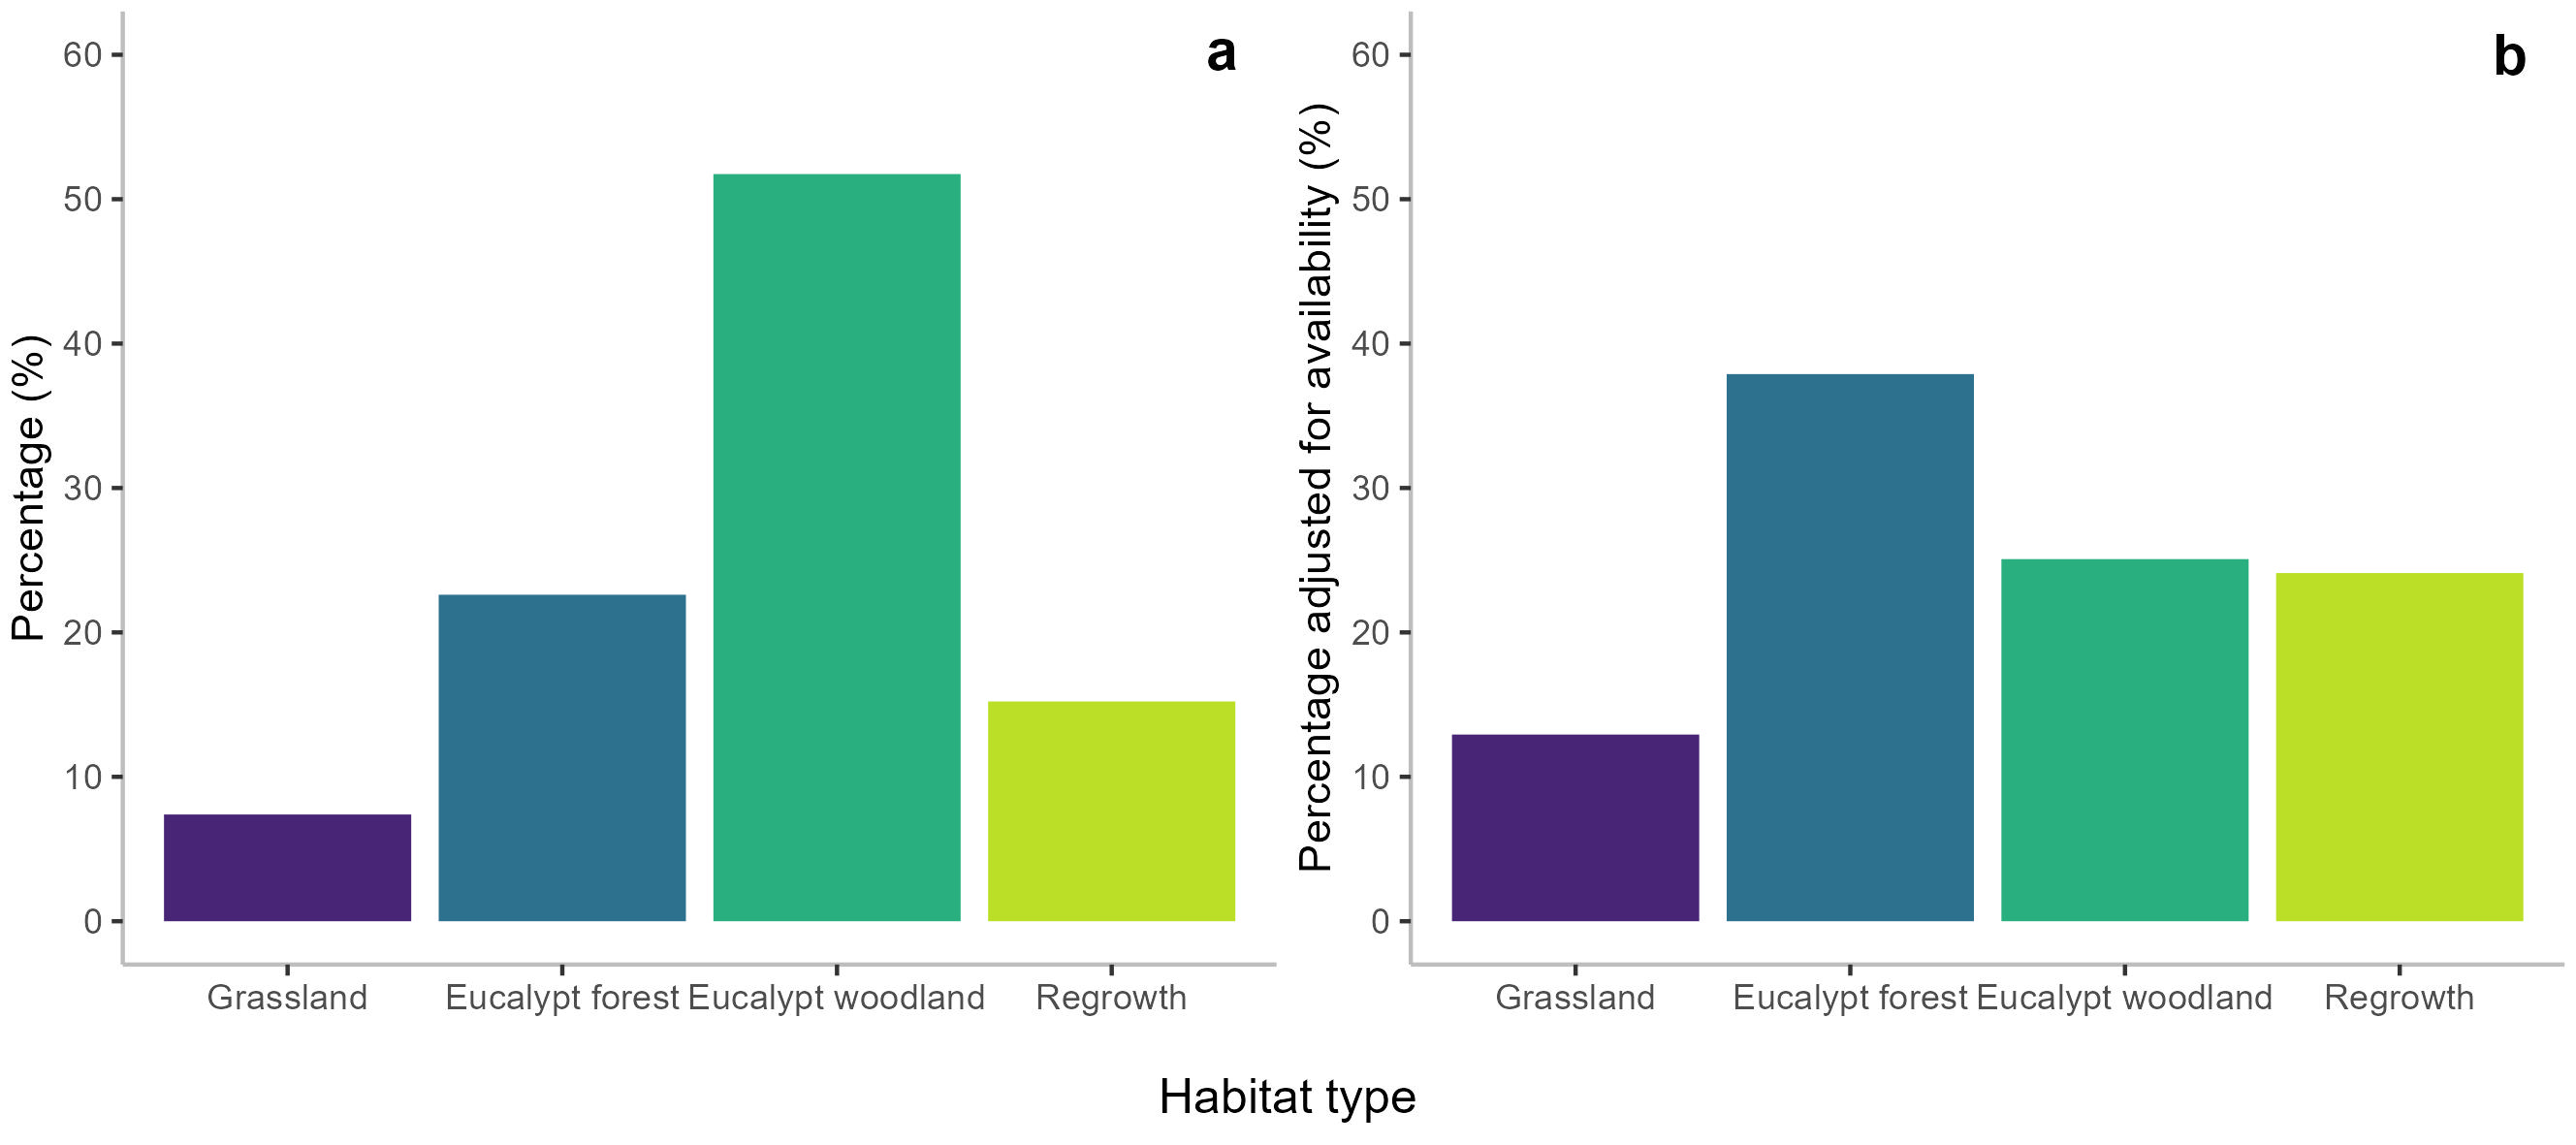 a
Percentage (%)
60
50
40
30
20
10
0
Grassland
Eucalypt forest
Eucalypt woodland
Regrowth
b
Percentage adjusted for availability (%)
60
50
40
30
20
10
0
Grassland
Eucalypt forest
Eucalypt woodland
Regrowth
Habitat type